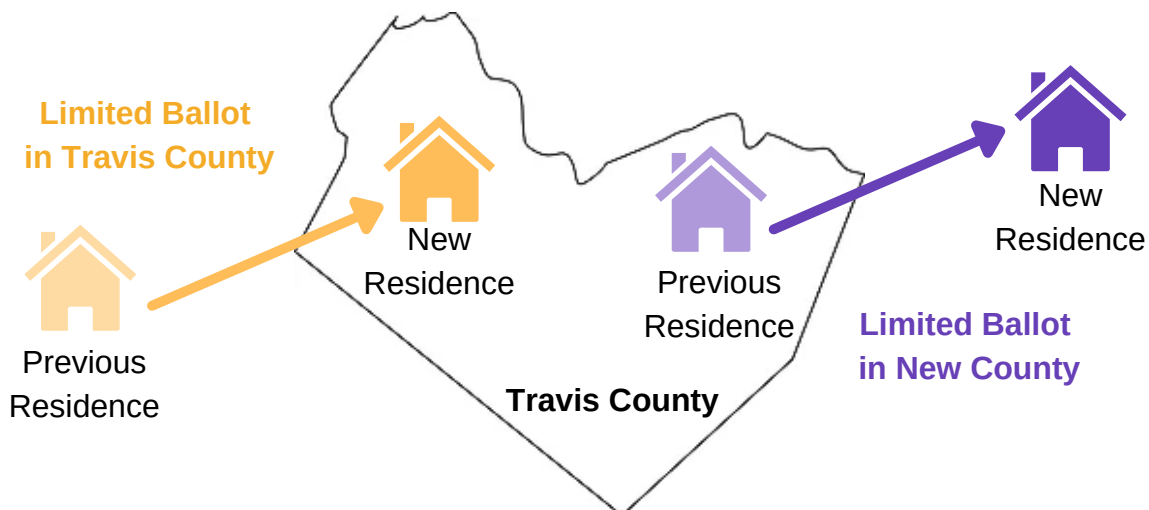 Limited Ballot
in Travis County
Previous
Residence
New
Residence
Travis County
Previous
Residence
New
Residence
Limited Ballot
in New County